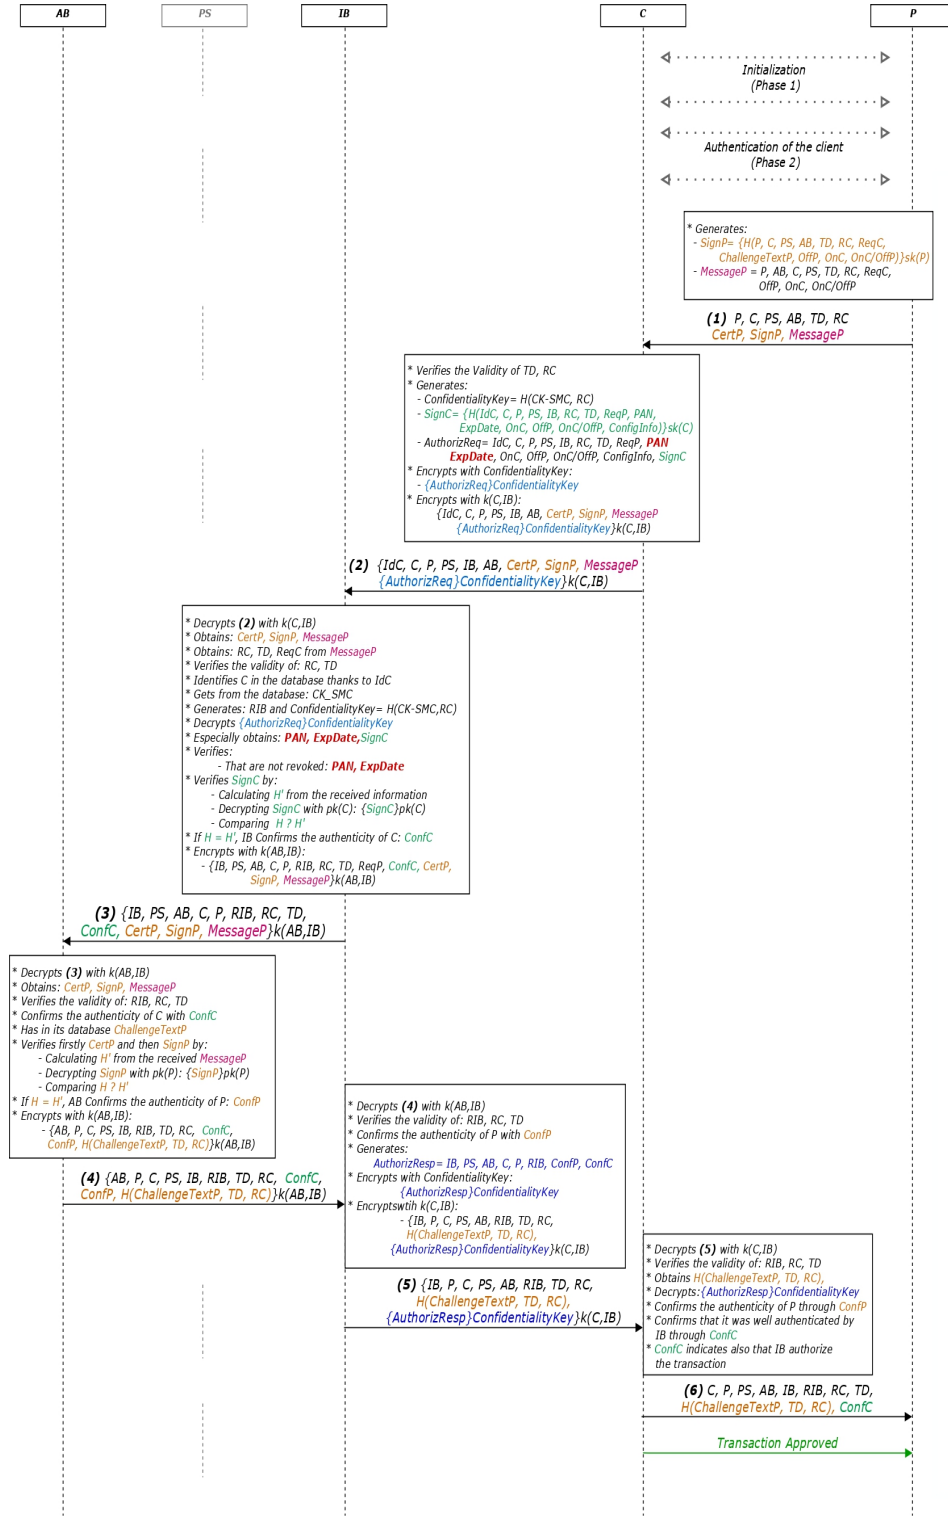 AB PS IB C P
Initialization
(Phase 1)
Authentication of the client
(Phase 2)
* Generates:
- SignP= {H(P, C, PS, AB, TD, RC, ReqC,
ChallengeTextP, OffP, OnC, OnC/OffP)}sk(P)
- MessageP = P, AB, C, PS, TD, RC, ReqC,
OffP, OnC, OnC/OffP
(1) P, C, PS, AB, TD, RC
CertP, SignP, MessageP
* Verifies the Validity of TD, RC
* Generates:
- ConfidentialityKey= H(CK-SMC, RC)
- SignC= {H(IdC, C, P, PS, IB, RC, TD, ReqP, PAN,
ExpDate, OnC, OffP, OnC/OffP, ConfigInfo)}sk(C)
- AuthorizReq= IdC, C, P, PS, IB, RC, TD, ReqP, PAN
ExpDate, OnC, OffP, OnC/OffP, ConfigInfo, SignC
* Encrypts with ConfidentialityKey:
- {AuthorizReq}ConfidentialityKey
* Encrypts with k(C,IB):
{IdC, C, P, PS, IB, AB, CertP, SignP, MessageP
{AuthorizReq}ConfidentialityKey}k(C,IB)
(2) {IdC, C, P, PS, IB, AB, CertP, SignP, MessageP
{AuthorizReq}ConfidentialityKey}k(C,IB)
* Decrypts (2) with k(C,IB)
* Obtains: CertP, SignP, MessageP
* Obtains: RC, TD, ReqC from MessageP
* Verifies the validity of: RC, TD
* Identifies C in the database thanks to IdC
* Gets from the database: CK_SMC
* Generates: RIB and ConfidentialityKey= H(CK-SMC,RC)
* Decrypts {AuthorizReq}ConfidentialityKey
* Especially obtains: PAN, ExpDate,SignC
* Verifies:
- That are not revoked: PAN, ExpDate
* Verifies SignC by:
- Calculating H' from the received information
- Decrypting SignC with pk(C): {SignC}pk(C)
- Comparing H ? H'
* If H = H', IB Confirms the authenticity of C: ConfC
* Encrypts with k(AB,IB):
- {IB, PS, AB, C, P, RIB, RC, TD, ReqP, ConfC, CertP,
SignP, MessageP}k(AB,IB)
(3) {IB, PS, AB, C, P, RIB, RC, TD,
ConfC, CertP, SignP, MessageP}k(AB,IB)
* Decrypts (3) with k(AB,IB)
* Obtains: CertP, SignP, MessageP
* Verifies the validity of: RIB, RC, TD
* Confirms the authenticity of C with ConfC
* Has in its database ChallengeTextP
* Verifies firstly CertP and then SignP by:
- Calculating H' from the received MessageP
- Decrypting SignP with pk(P): {SignP}pk(P)
- Comparing H ? H'
* If H = H', AB Confirms the authenticity of P: ConfP
* Encrypts with k(AB,IB):
- {AB, P, C, PS, IB, RIB, TD, RC, ConfC,
ConfP, H(ChallengeTextP, TD, RC)}k(AB,IB)
(4) {AB, P, C, PS, IB, RIB, TD, RC, ConfC,
ConfP, H(ChallengeTextP, TD, RC)}k(AB,IB)
* Decrypts (4) with k(AB,IB)
* Verifies the validity of: RIB, RC, TD
* Confirms the authenticity of P with ConfP
* Generates:
AuthorizResp= IB, PS, AB, C, P, RIB, ConfP, ConfC
* Encrypts with ConfidentialityKey:
{AuthorizResp}ConfidentialityKey
* Encryptswtih k(C,IB):
- {IB, P, C, PS, AB, RIB, TD, RC,
H(ChallengeTextP, TD, RC),
{AuthorizResp}ConfidentialityKey}k(C,IB)
(5) {IB, P, C, PS, AB, RIB, TD, RC,
H(ChallengeTextP, TD, RC),
{AuthorizResp}ConfidentialityKey}k(C,IB)
* Decrypts (5) with k(C,IB)
* Verifies the validity of: RIB, RC, TD
* Obtains H(ChallengeTextP, TD, RC),
* Decrypts:{AuthorizResp}ConfidentialityKey
* Confirms the authenticity of P through ConfP
* Confirms that it was well authenticated by
IB through ConfC
* ConfC indicates also that IB authorize
the transaction
(6) C, P, PS, AB, IB, RIB, RC, TD,
H(ChallengeTextP, TD, RC), ConfC
Transaction Approved